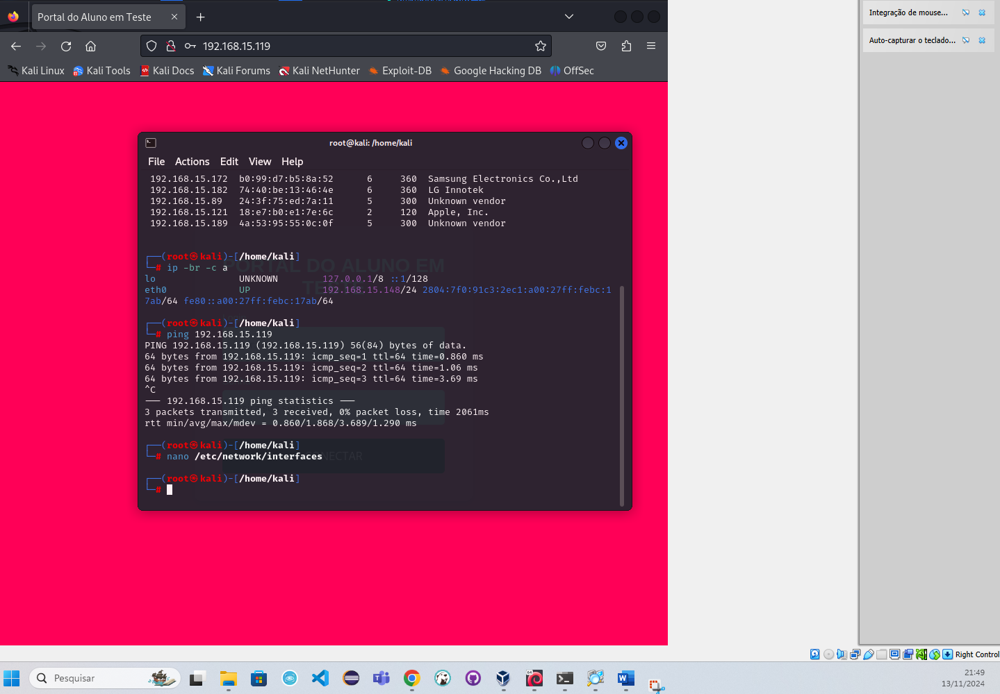 Portal do Aluno em Teste
192.168.15.119
Kali Linux Kali Tools Kali Docs Kali Forums Kali NetHunter Exploit-DB Google Hacking DB OffSec
Integração de mouse...
Auto-capturar o teclado...
root@kali: /home/kali
File Actions Edit View Help
192.168.15.172 b0:99:d7:b5:8a:52 6 360 Samsung Electronics Co.,Ltd
192.168.15.182 74:40:be:13:46:4e 6 360 LG Innotek
192.168.15.89 24:3f:75:ed:7a:11 5 300 Unknown vendor
192.168.15.121 18:e7:b0:e1:7e:6c 2 120 Apple, Inc.
192.168.15.189 4a:53:95:55:0c:0f 5 300 Unknown vendor
┌──(root㉿kali)-[/home/kali]
└─# ip -br -c a
lo UNKNOWN 127.0.0.1/8 ::1/128
eth0 UP 192.168.15.148/24 2804:7f0:91c3:2ec1:a00:27ff:febc:1
7ab/64 fe80::a00:27ff:febc:17ab/64
┌──(root㉿kali)-[/home/kali]
└─# ping 192.168.15.119
PING 192.168.15.119 (192.168.15.119) 56(84) bytes of data.
64 bytes from 192.168.15.119: icmp_seq=1 ttl=64 time=0.860 ms
64 bytes from 192.168.15.119: icmp_seq=2 ttl=64 time=1.06 ms
64 bytes from 192.168.15.119: icmp_seq=3 ttl=64 time=3.69 ms
^C
--- 192.168.15.119 ping statistics ---
3 packets transmitted, 3 received, 0% packet loss, time 2061ms
rtt min/avg/max/mdev = 0.860/1.868/3.689/1.290 ms
┌──(root㉿kali)-[/home/kali]
└─# nano /etc/network/interfaces
┌──(root㉿kali)-[/home/kali]
└─#
PORTAL DO ALUNO EM
TESTE
CONECTAR
Right Control
Pesquisar
21:49
13/11/2024